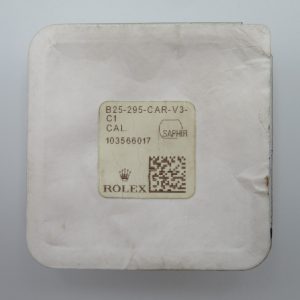 B25-295-CAR-V3-
C1
CAL.
SAPHIR
103566017
ROLEX